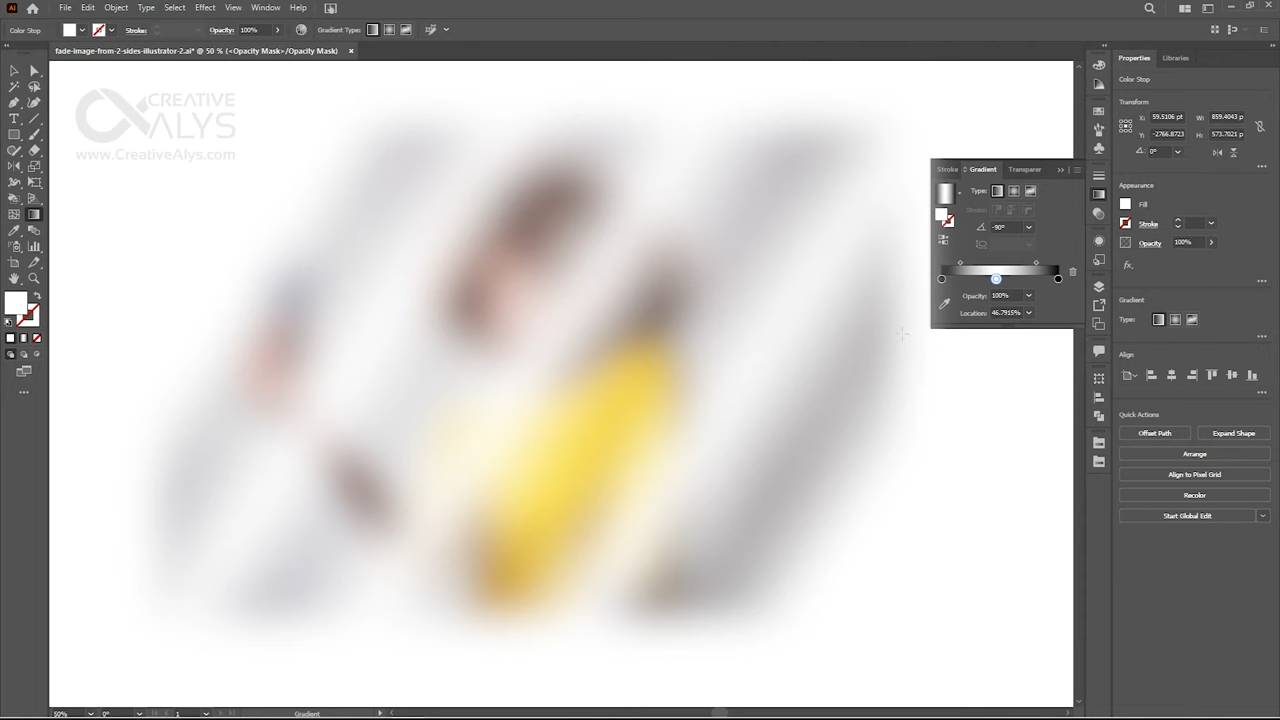 Ai File Edit Object Type Select Effect View Window Help
Color Stop Stroke: Opacity: 100% Gradient Type:
fade-image-from-2-sides-illustrator-2.ai* @ 50 % (<Opacity Mask>/Opacity Mask)
CREATIVE
ALYS
www.CreativeAlys.com
Stroke Gradient Transparer
Type:
Stroke:
-90°
Opacity: 100%
Location: 46.7915%
Properties Libraries
Color Stop
Transform
X: 59.5106 pt W: 859.4043 p
Y: -2766.8723 H: 573.7021 p
0°
Appearance
Fill
Stroke
Opacity 100%
fx.
Gradient
Type:
Align
Quick Actions
Offset Path Expand Shape
Arrange
Align to Pixel Grid
Recolor
Start Global Edit
50% 0° 1 Gradient